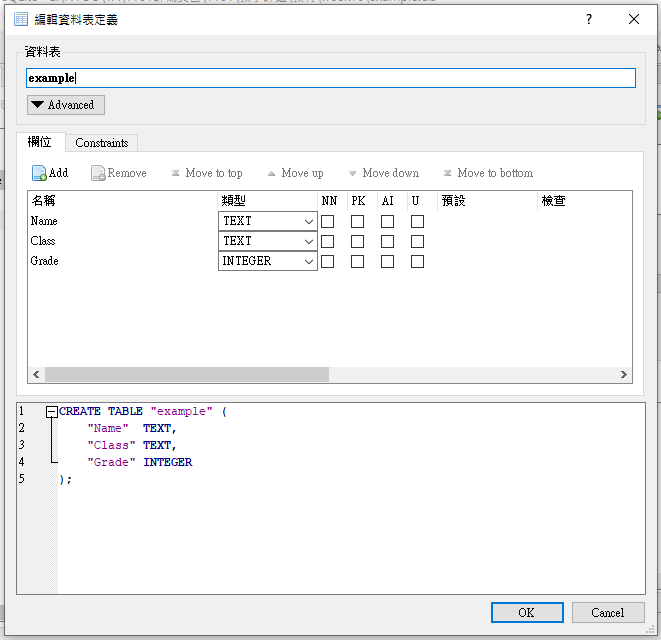 編輯資料表定義
?
資料表
example
Advanced
欄位 Constraints
Add Remove Move to top Move up Move down Move to bottom
名稱 類型 NN PK AI U 預設 檢查
Name TEXT
Class TEXT
Grade INTEGER
1 CREATE TABLE "example" (
2 "Name" TEXT,
3 "Class" TEXT,
4 "Grade" INTEGER
5 );
OK Cancel